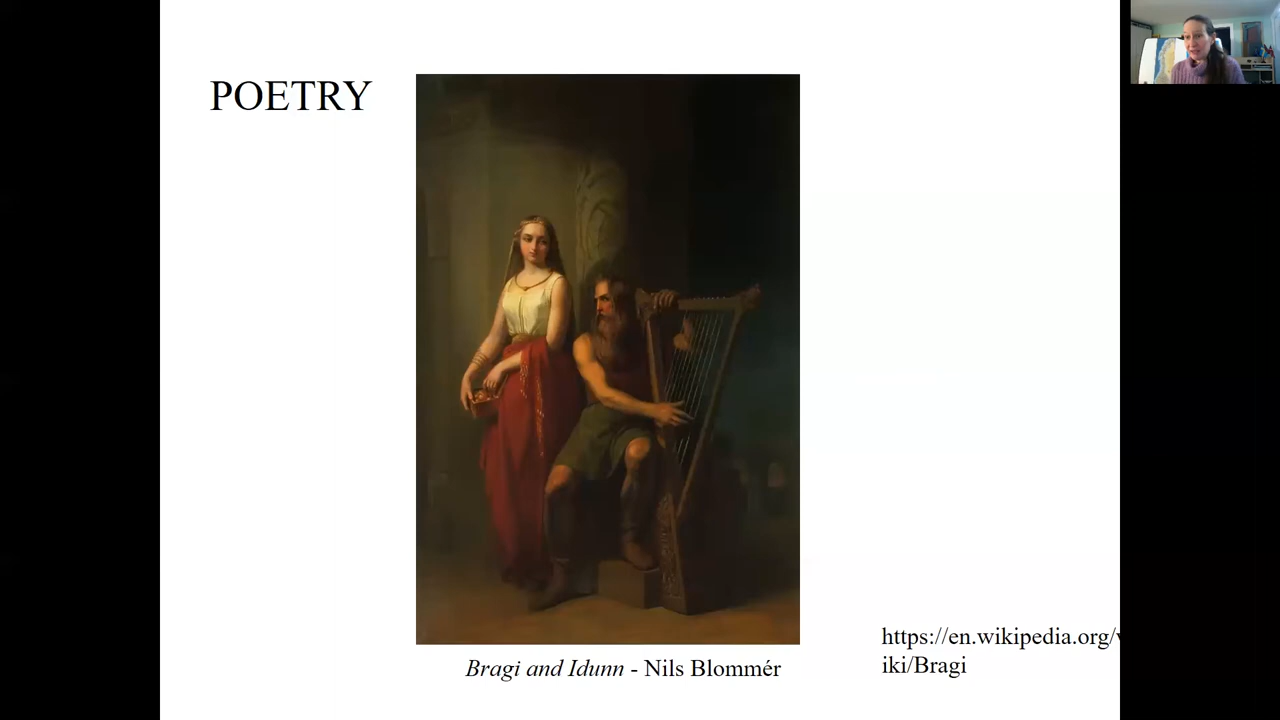 POETRY
Bragi and Idunn - Nils Blommér
https://en.wikipedia.org/w
iki/Bragi